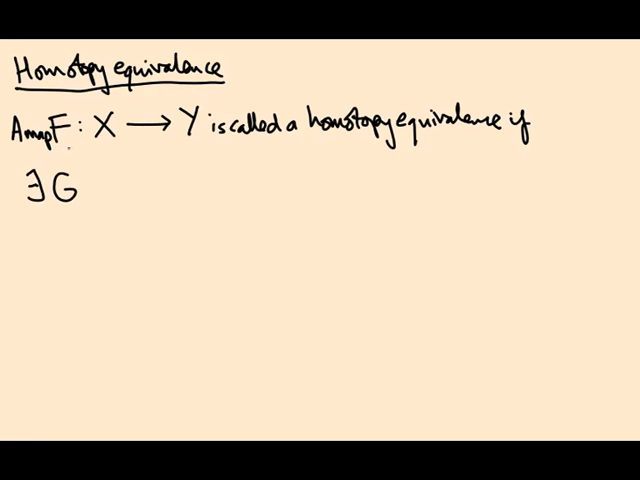 Homotopy equivalence
A map F : X ⟶ Y is called a homotopy equivalence if
∃ G